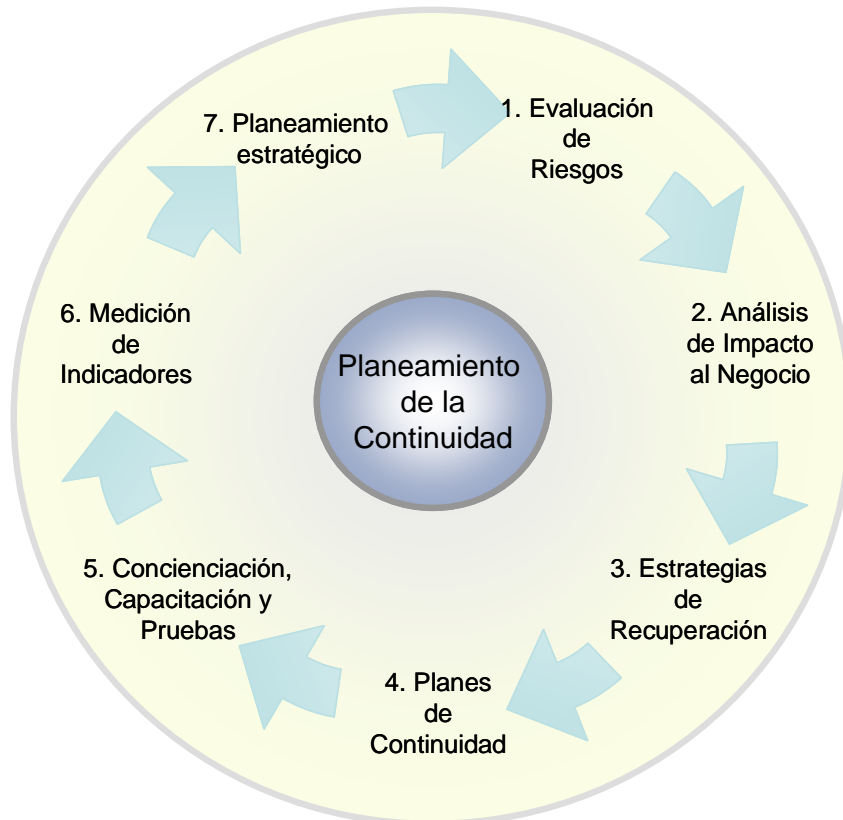 1. Evaluación
de
Riesgos
2. Análisis
de Impacto
al Negocio
3. Estrategias
de
Recuperación
4. Planes
de
Continuidad
5. Concienciación,
Capacitación y
Pruebas
6. Medición
de
Indicadores
7. Planeamiento
estratégico
Planeamiento
de la
Continuidad